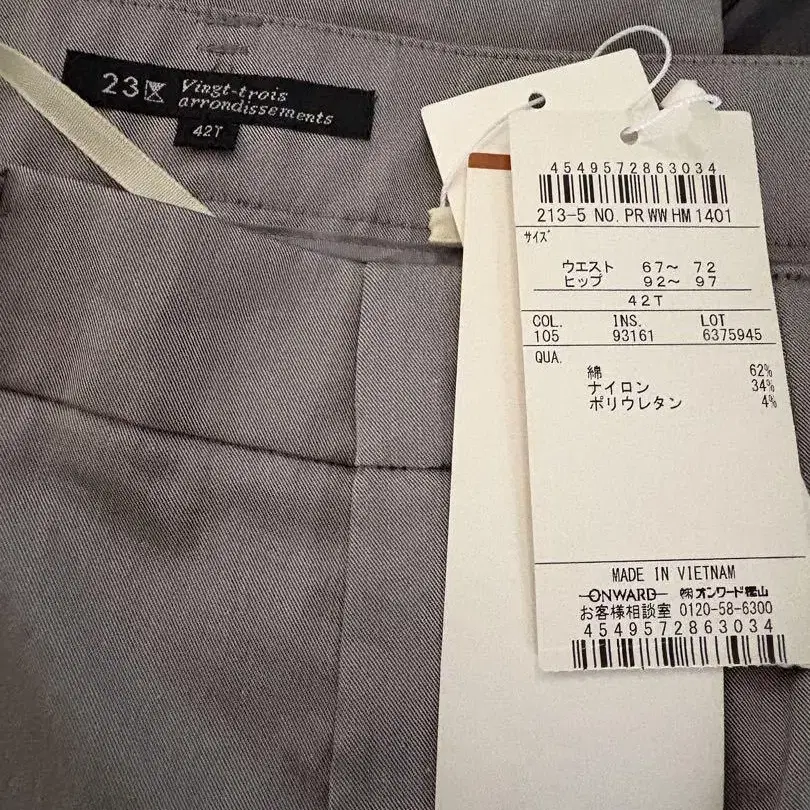 23区 Vingt-trois
arrondissements
42T
4549572863034
213-5 NO. PR WW HM 1401
サイズ
ウエスト 67～ 72
ヒップ 92～ 97
42T
COL. INS. LOT
105 93161 6375945
QUA.
綿 62%
ナイロン 34%
ポリウレタン 4%
MADE IN VIETNAM
ONWARD ㈱オンワード樫山
お客様相談室 0120-58-6300
4549572863034